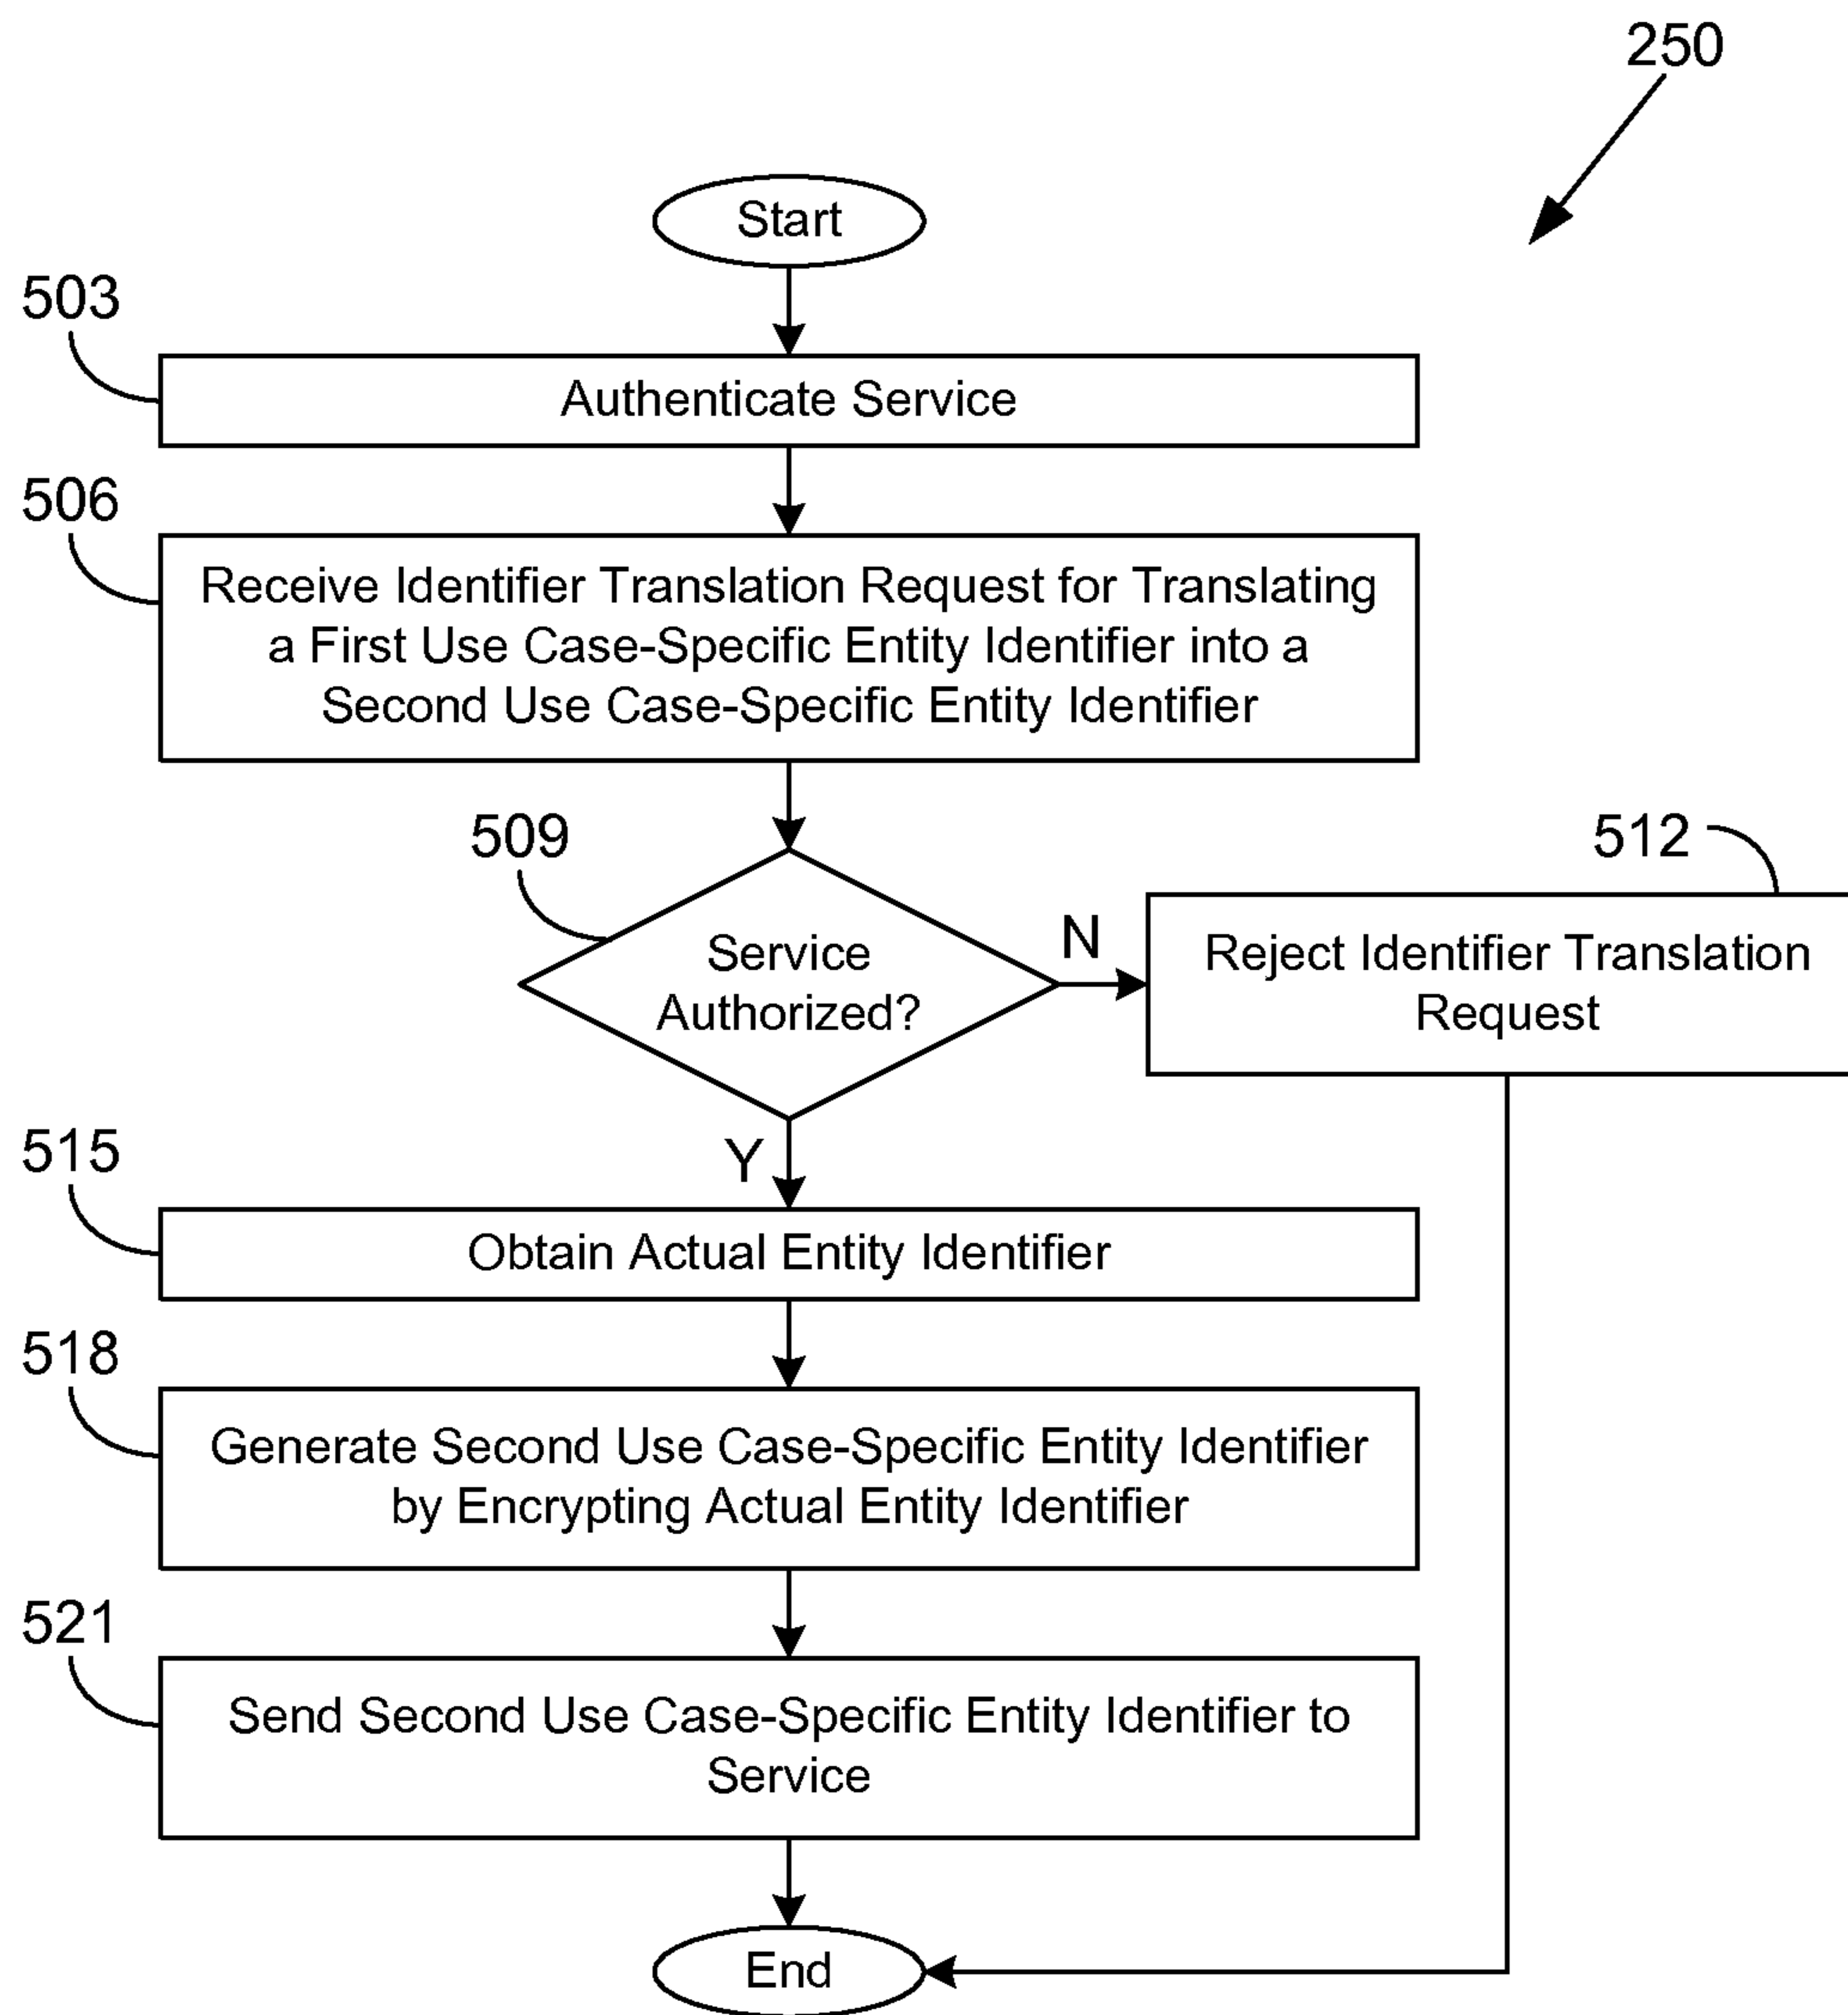 250
Start
503
Authenticate Service
506
Receive Identifier Translation Request for Translating
a First Use Case-Specific Entity Identifier into a
Second Use Case-Specific Entity Identifier
509
Service
Authorized?
N
512
Reject Identifier Translation
Request
Y
515
Obtain Actual Entity Identifier
518
Generate Second Use Case-Specific Entity Identifier
by Encrypting Actual Entity Identifier
521
Send Second Use Case-Specific Entity Identifier to
Service
End